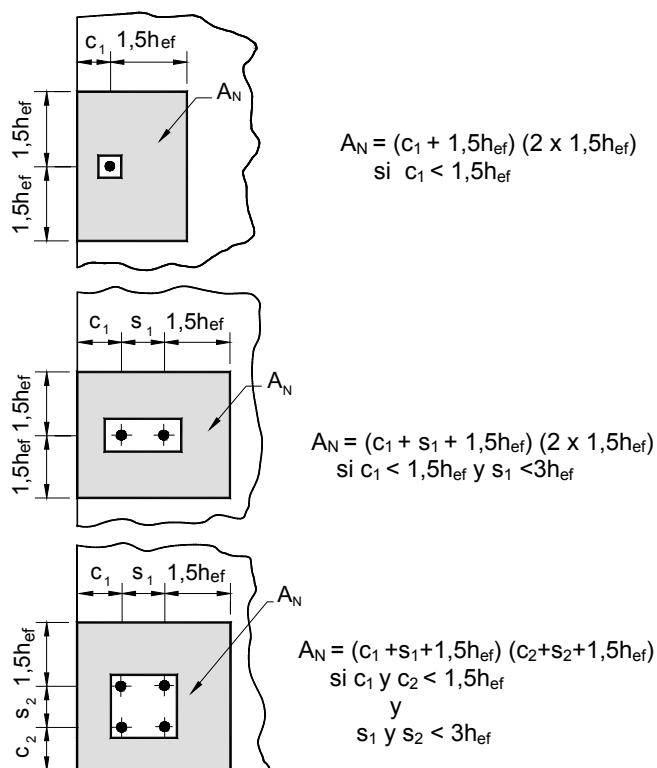 c₁ 1,5hef
Aₙ
1,5hef
1,5hef
Aₙ = (c₁ + 1,5hef) (2 x 1,5hef)
si c₁ < 1,5hef
c₁ s₁ 1,5hef
Aₙ
1,5hef
1,5hef
Aₙ = (c₁ + s₁ + 1,5hef) (2 x 1,5hef)
si c₁ < 1,5hef y s₁ <3hef
c₁ s₁ 1,5hef
Aₙ
1,5hef
s₂
c₂
Aₙ = (c₁ +s₁+1,5hef) (c₂+s₂+1,5hef)
si c₁ y c₂ < 1,5hef
y
s₁ y s₂ < 3hef